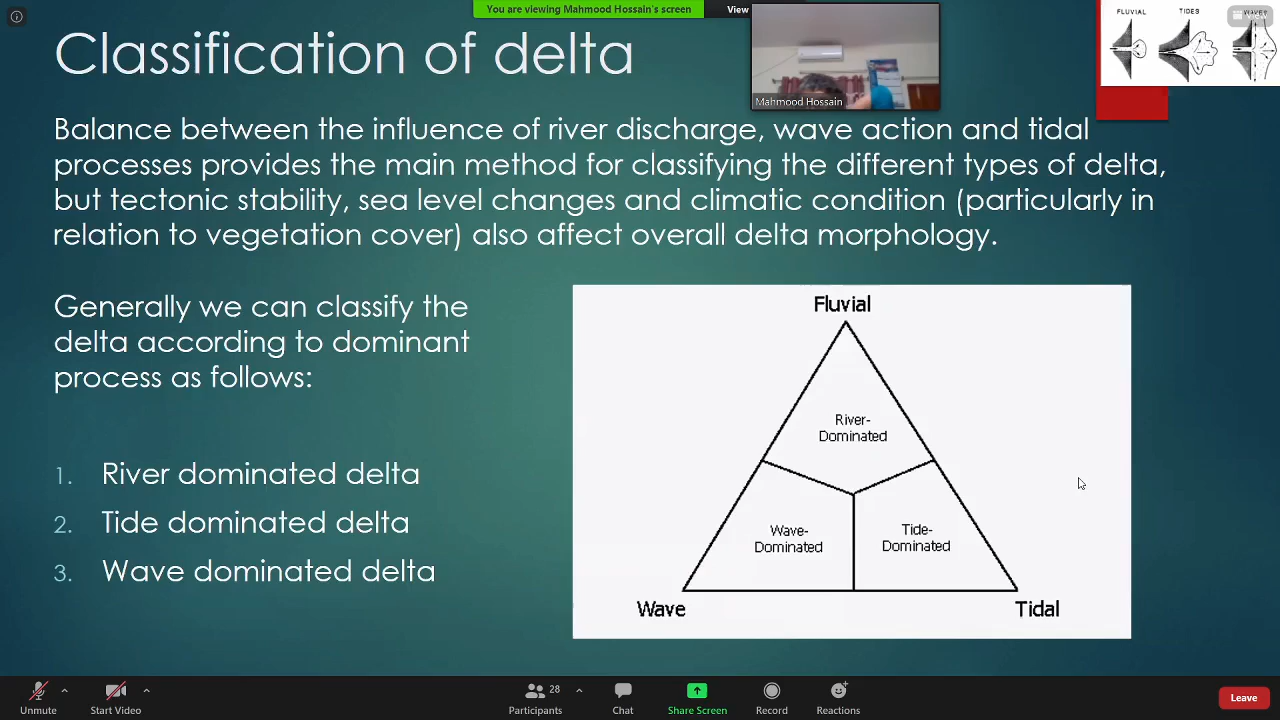 You are viewing Mahmood Hossain's screen
View
FLUVIAL
TIDES
View
Classification of delta
Mahmood Hossain
Balance between the influence of river discharge, wave action and tidal
processes provides the main method for classifying the different types of delta,
but tectonic stability, sea level changes and climatic condition (particularly in
relation to vegetation cover) also affect overall delta morphology.
Generally we can classify the
delta according to dominant
process as follows:
1. River dominated delta
2. Tide dominated delta
3. Wave dominated delta
Fluvial
River-
Dominated
Wave-
Dominated
Tide-
Dominated
Wave
Tidal
Unmute
Start Video
28
Participants
Chat
Share Screen
Record
Reactions
Leave